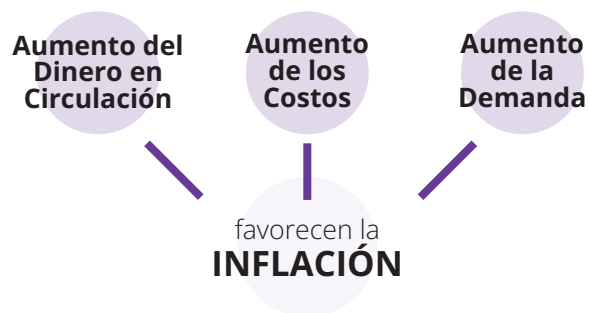 Aumento del
Dinero en
Circulación
Aumento
de los
Costos
Aumento
de la
Demanda
favorecen la
INFLACIÓN